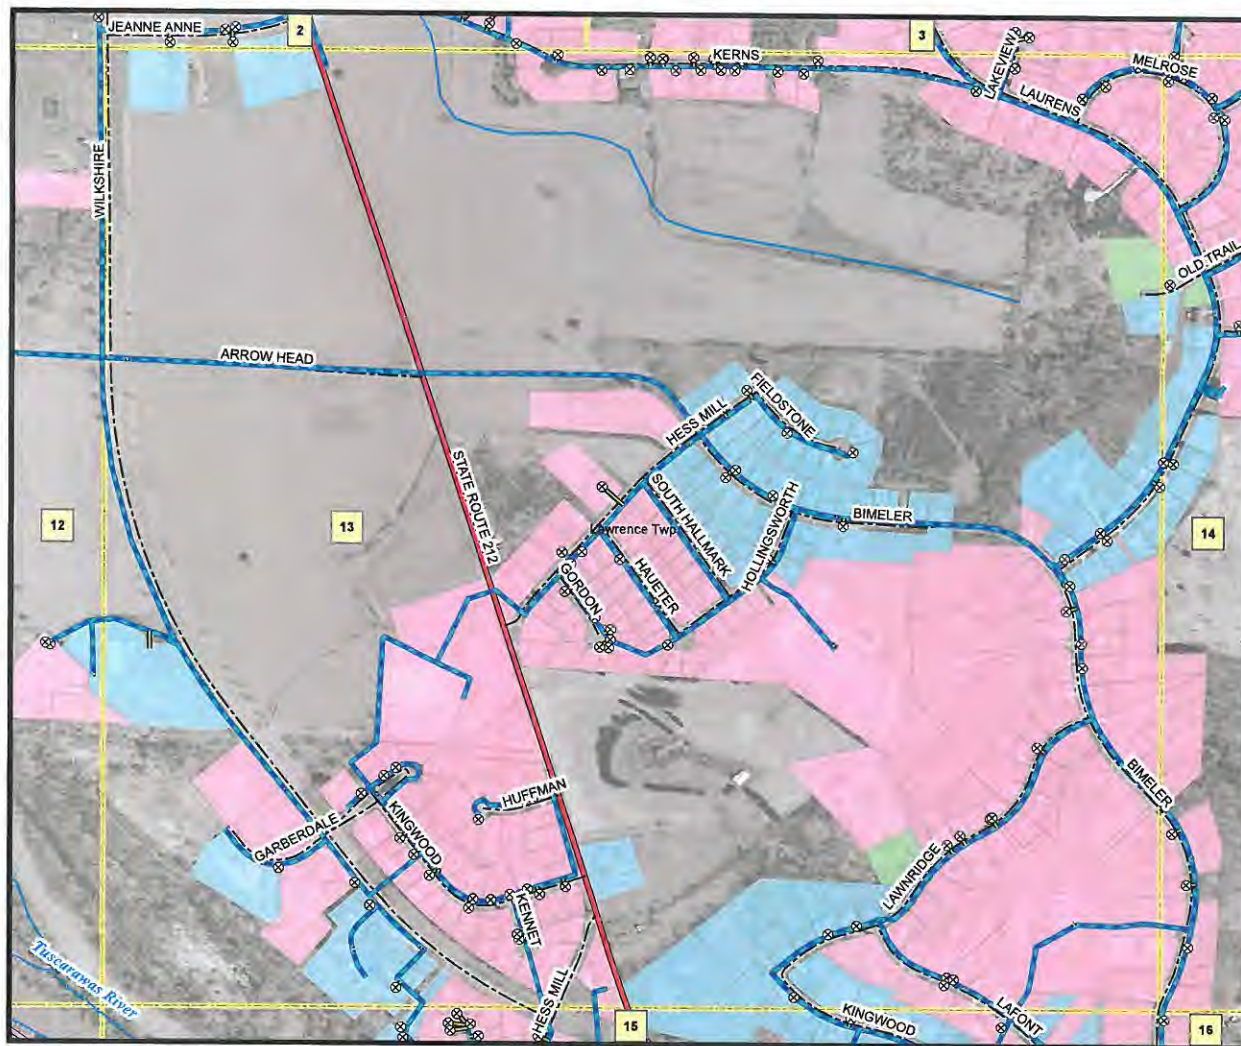 JEANNE ANNE
2
KERNS
3
LAKEVIEW
MELROSE
LAURENS
WILKSHIRE
OLD TRAIL
ARROW HEAD
FIELDSTONE
HESS MILL
STATE ROUTE 212
SOUTH HALLMARK
HOLLINGSWORTH
BIMELER
12
13
Lawrence Twp
14
GORDON
HAUETER
BIMELER
HUFFMAN
GARBERDALE
KINGWOOD
LAWNRIDGE
KENNET
Tuscarawas River
HESS MILL
15
KINGWOOD
LAFONT
16